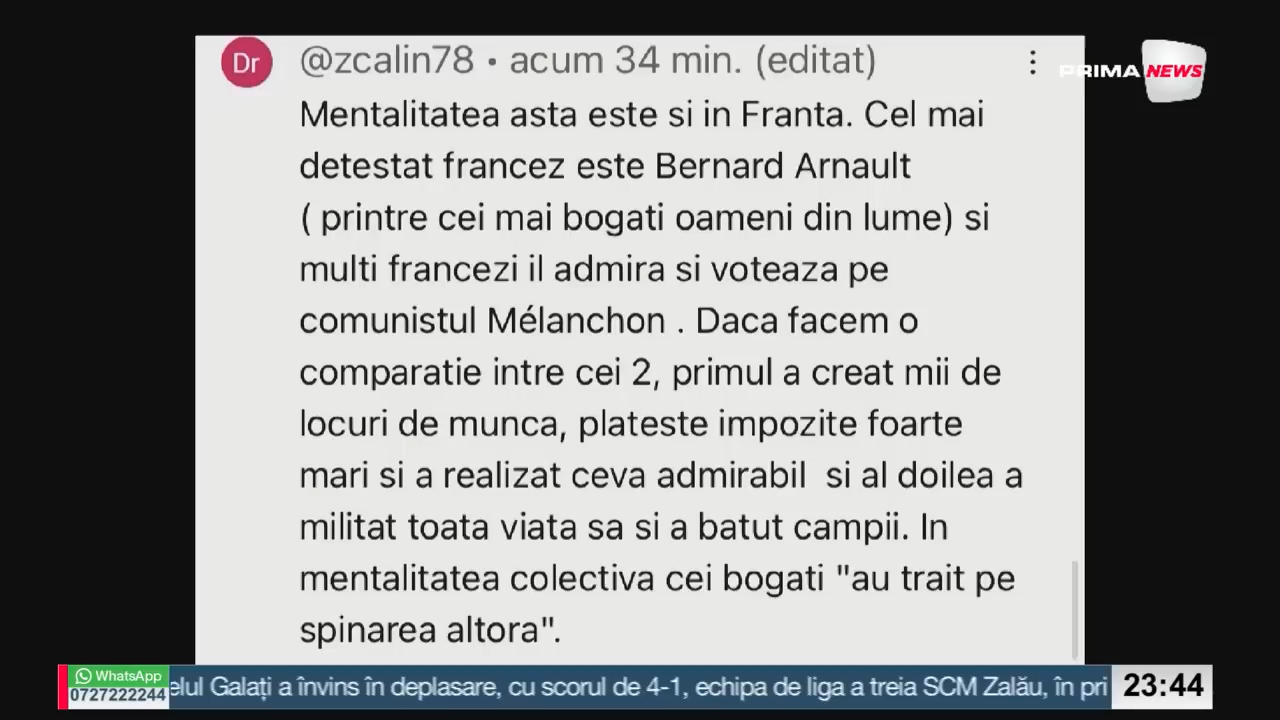 Dr @zcalin78 • acum 34 min. (editat)
PRIMA NEWS
Mentalitatea asta este si in Franta. Cel mai
detestat francez este Bernard Arnault
( printre cei mai bogati oameni din lume) si
multi francezi il admira si voteaza pe
comunistul Mélanchon . Daca facem o
comparatie intre cei 2, primul a creat mii de
locuri de munca, plateste impozite foarte
mari si a realizat ceva admirabil si al doilea a
militat toata viata sa si a batut campii. In
mentalitatea colectiva cei bogati "au trait pe
spinarea altora".
WhatsApp
0727222244
elul Galați a învins în deplasare, cu scorul de 4-1, echipa de liga a treia SCM Zalău, în pri
23:44